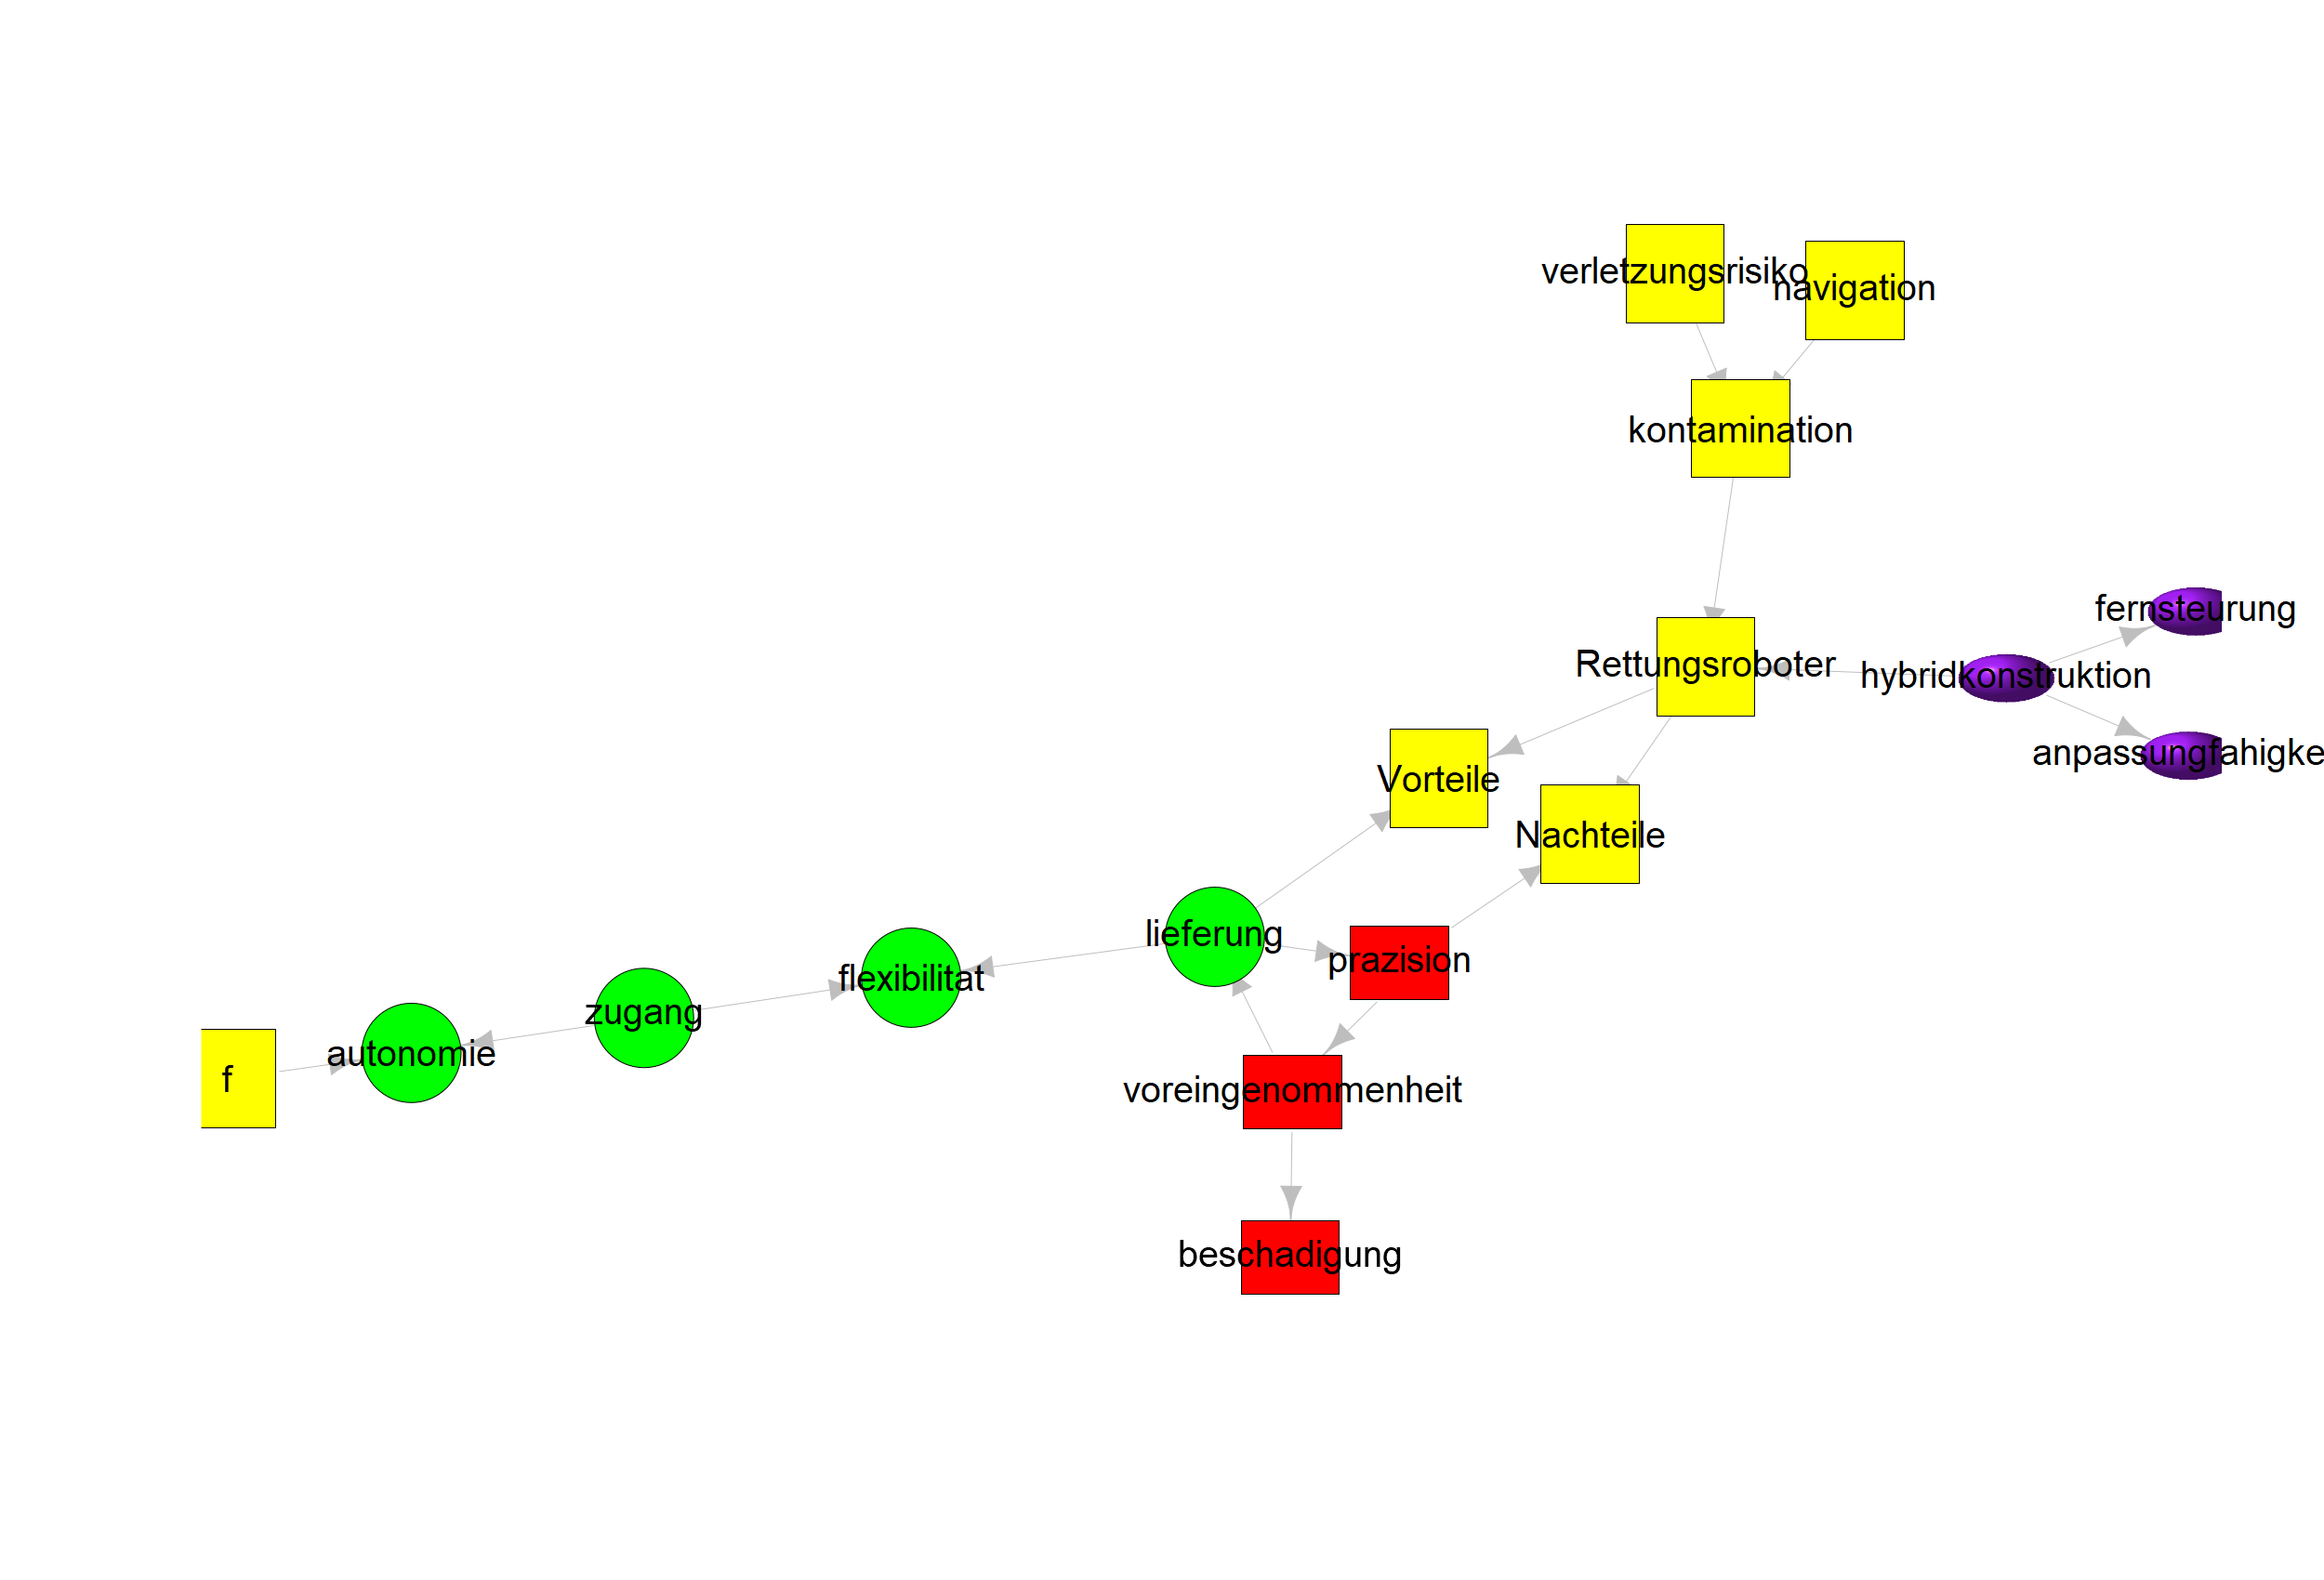 verletzungsrisiko
navigation
kontamination
fernsteurung
Rettungsroboter
hybridkonstruktion
anpassungfahigke
Vorteile
Nachteile
lieferung
prazision
flexibilitat
zugang
autonomie
f
voreingenommenheit
beschadigung